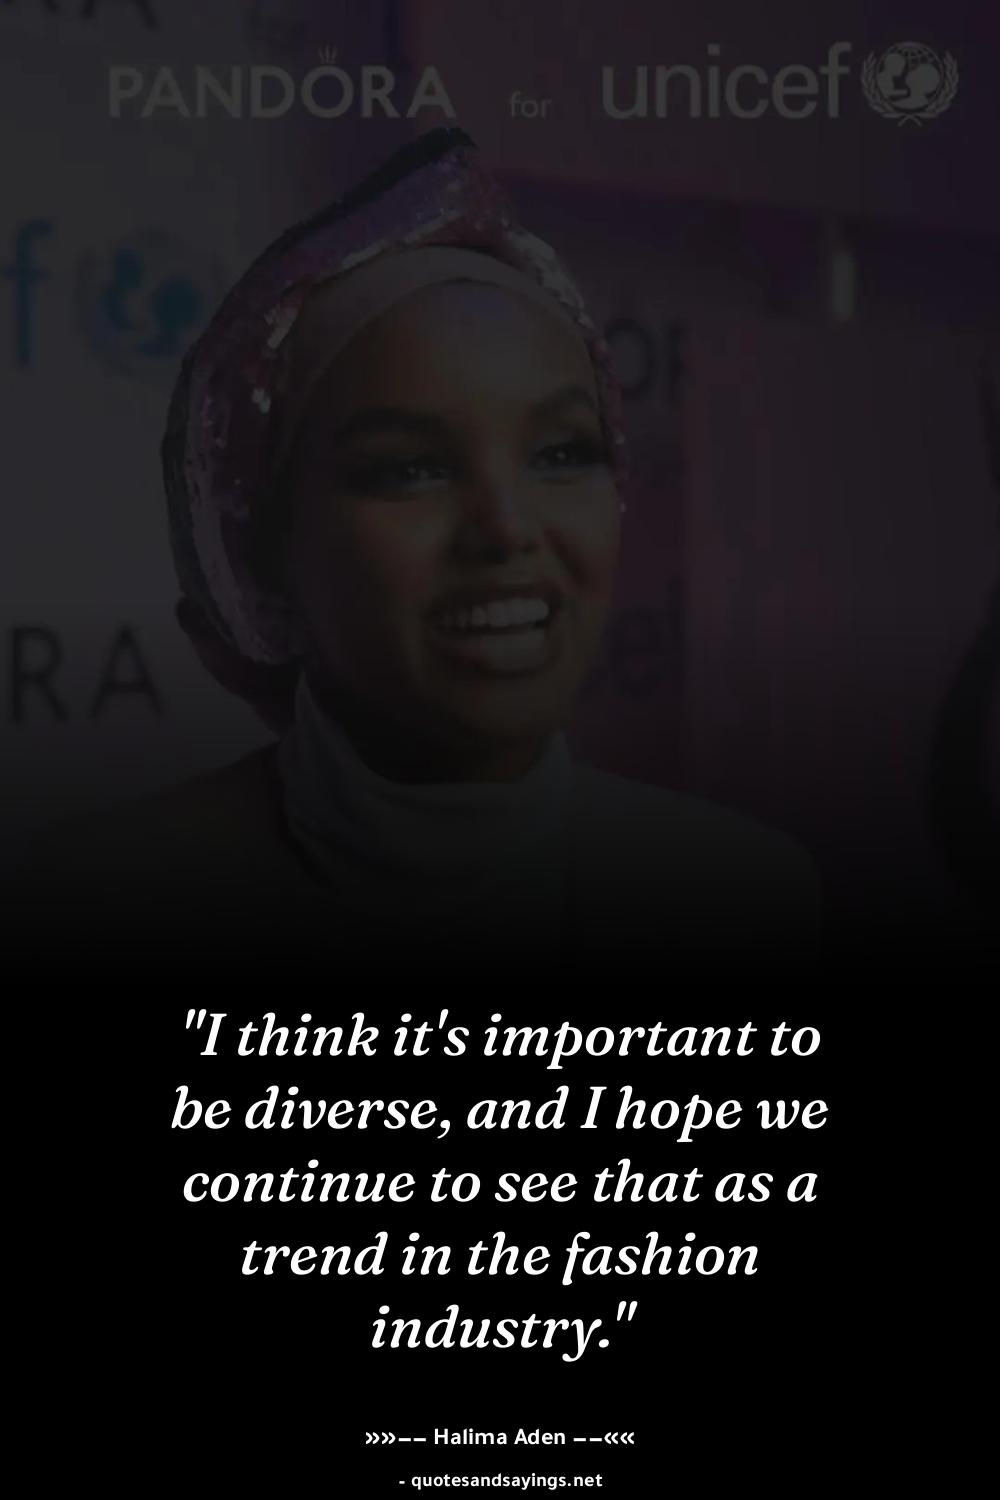 PANDORA for unicef
f
RA
"I think it's important to
be diverse, and I hope we
continue to see that as a
trend in the fashion
industry."
»»−− Halima Aden −−««
- quotesandsayings.net